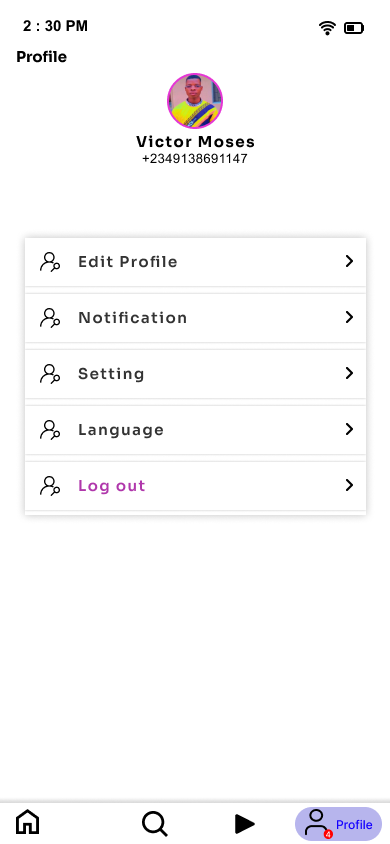 2 : 30 PM
Profile
Victor Moses
+2349138691147
Edit Profile
Notification
Setting
Language
Log out
4
Profile